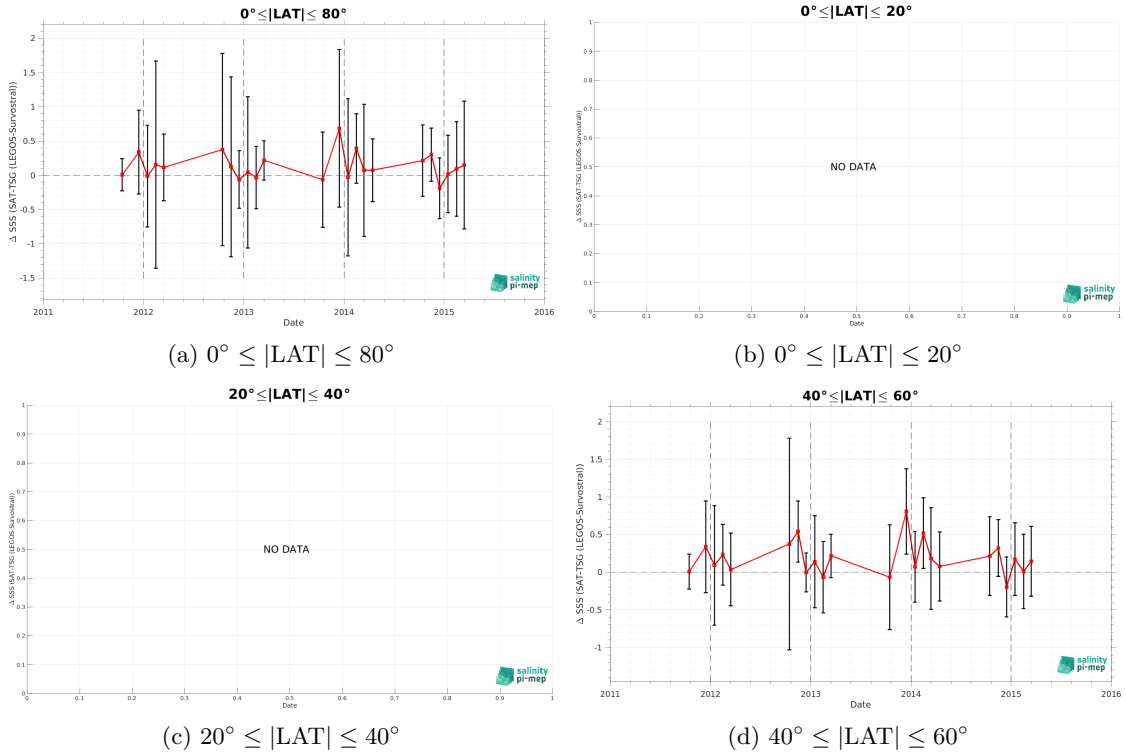 0°≤|LAT|≤ 80°
Δ SSS (SAT-TSG (LEGOS-Survostral))
2
1.5
1
0.5
0
-0.5
-1
-1.5
2011
2012
2013
2014
2015
2016
Date
salinity
pi-mep
(a) 0° ≤ |LAT| ≤ 80°
0°≤|LAT|≤ 20°
Δ SSS (SAT-TSG (LEGOS-Survostral))
1
0.9
0.8
0.7
0.6
0.5
0.4
0.3
0.2
0.1
0
NO DATA
0
0.1
0.2
0.3
0.4
0.5
0.6
0.7
0.8
0.9
1
Date
salinity
pi-mep
(b) 0° ≤ |LAT| ≤ 20°
20°≤|LAT|≤ 40°
Δ SSS (SAT-TSG (LEGOS-Survostral))
1
0.9
0.8
0.7
0.6
0.5
0.4
0.3
0.2
0.1
0
NO DATA
0
0.1
0.2
0.3
0.4
0.5
0.6
0.7
0.8
0.9
1
Date
salinity
pi-mep
(c) 20° ≤ |LAT| ≤ 40°
40°≤|LAT|≤ 60°
Δ SSS (SAT-TSG (LEGOS-Survostral))
2
1.5
1
0.5
0
-0.5
-1
2011
2012
2013
2014
2015
2016
Date
salinity
pi-mep
(d) 40° ≤ |LAT| ≤ 60°